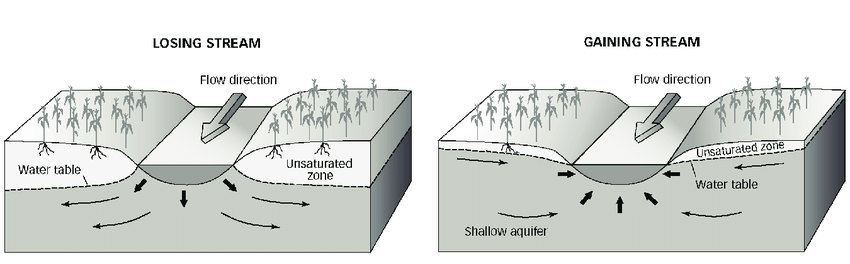 LOSING STREAM
Flow direction
Water table
Unsaturated
zone
GAINING STREAM
Flow direction
Unsaturated zone
Water table
Shallow aquifer